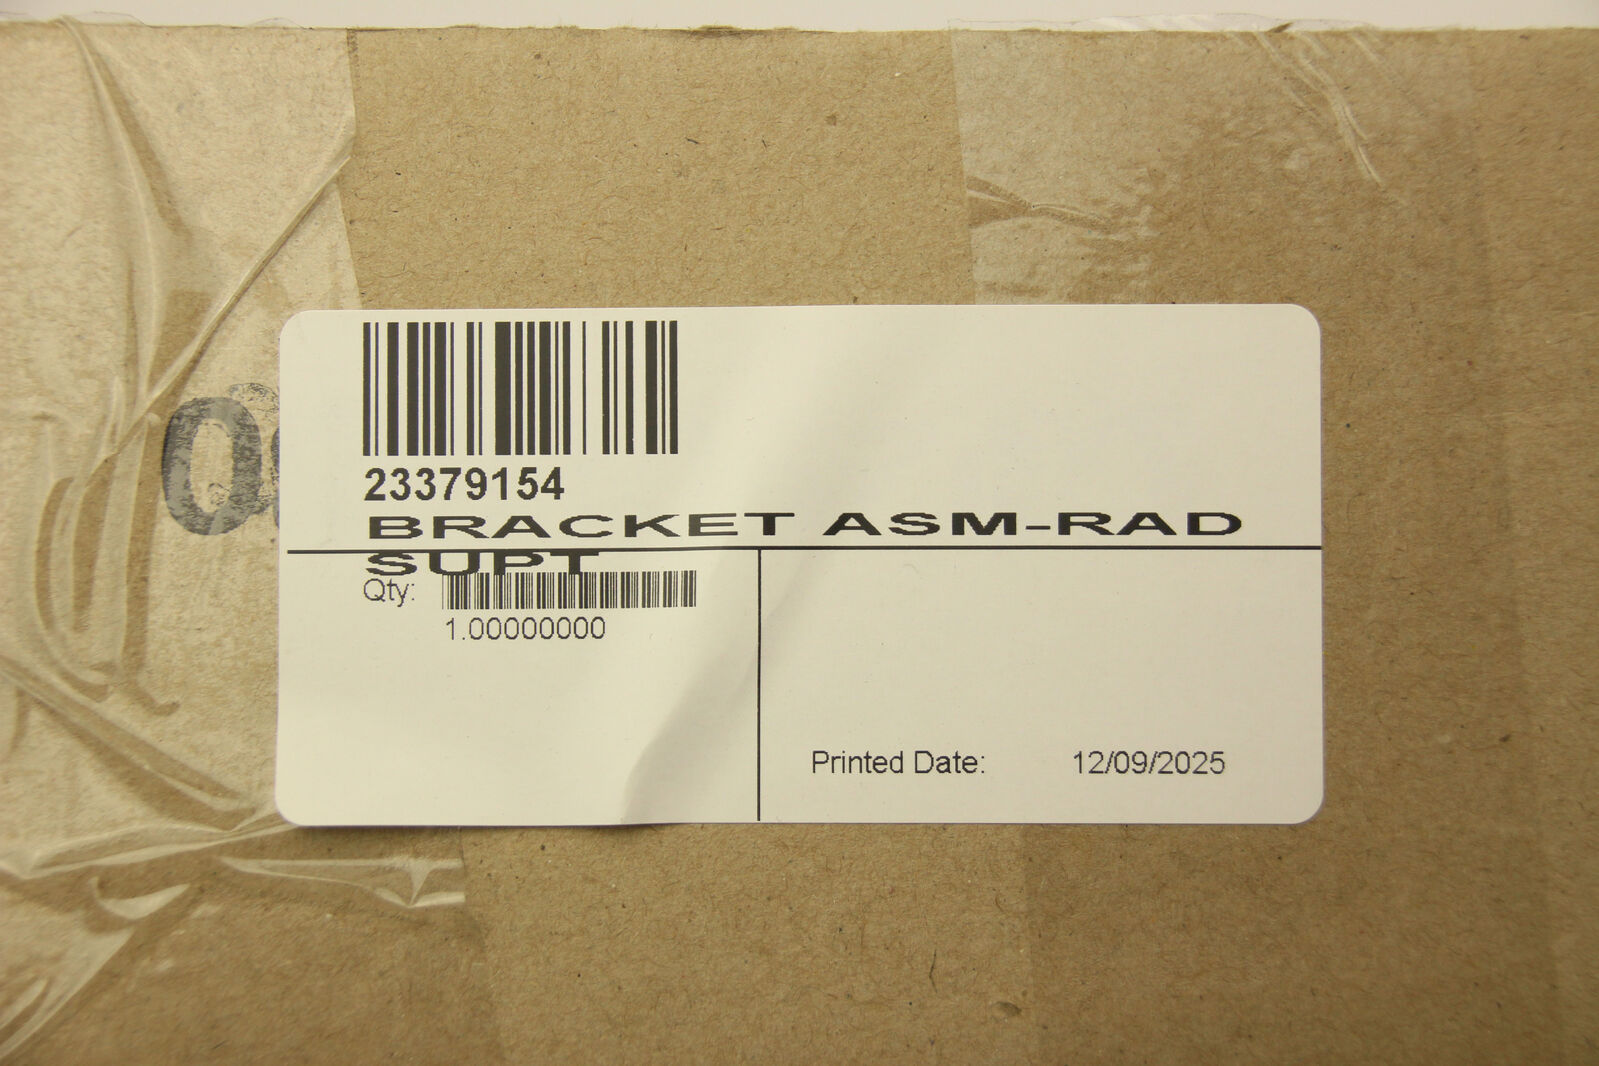 23379154
BRACKET ASM-RAD
SUPT
Qty:
1.00000000
Printed Date: 12/09/2025